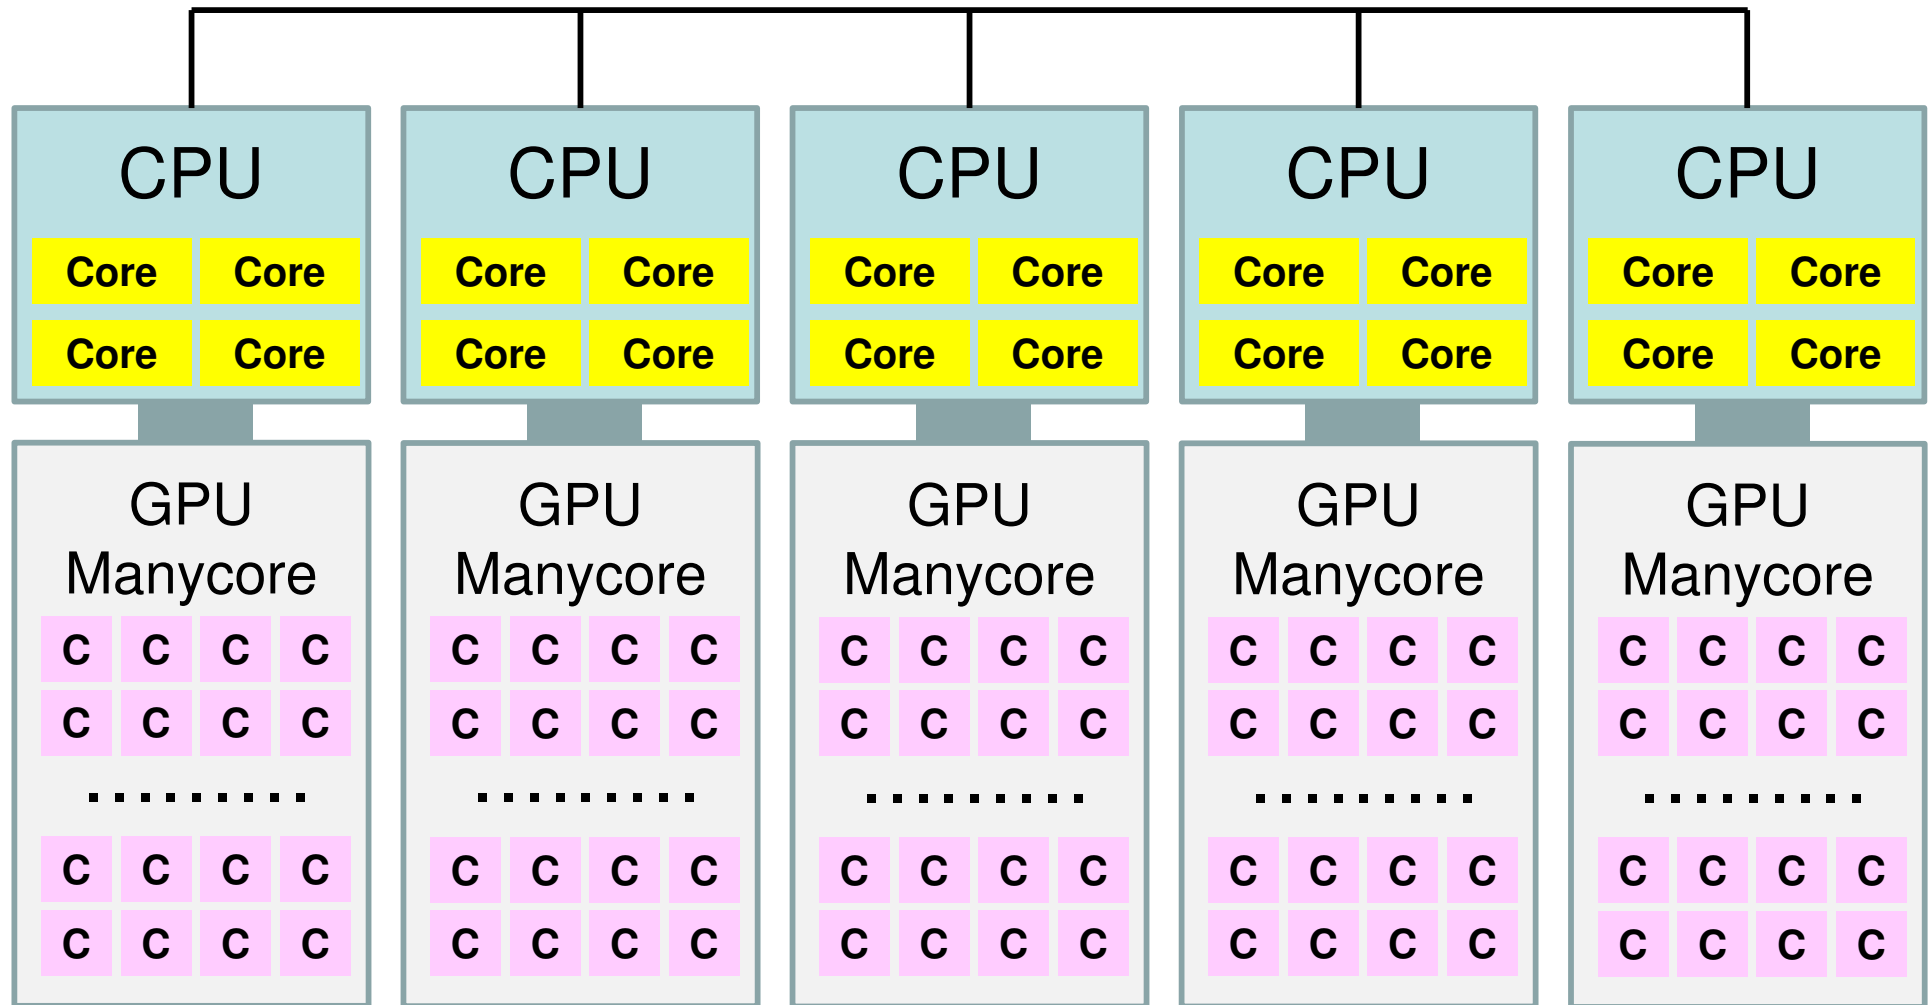 CPU CPU CPU CPU CPU
Core Core Core Core Core Core Core Core Core Core
Core Core Core Core Core Core Core Core Core Core
GPU GPU GPU GPU GPU
Manycore Manycore Manycore Manycore Manycore
C C C C C C C C C C C C C C C C C C C C
C C C C C C C C C C C C C C C C C C C C
......... ......... ......... ......... .........
C C C C C C C C C C C C C C C C C C C C
C C C C C C C C C C C C C C C C C C C C